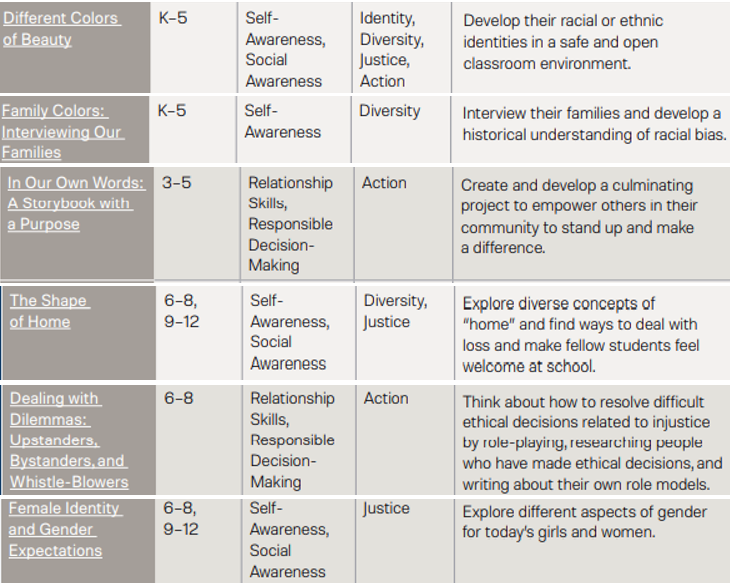 Different Colors
of Beauty
K–5
Self-
Awareness,
Social
Awareness
Identity,
Diversity,
Justice,
Action
Develop their racial or ethnic
identities in a safe and open
classroom environment.
Family Colors:
Interviewing Our
Families
K–5
Self-
Awareness
Diversity
Interview their families and develop a
historical understanding of racial bias.
In Our Own Words:
A Storybook with
a Purpose
3–5
Relationship
Skills,
Responsible
Decision-
Making
Action
Create and develop a culminating
project to empower others in their
community to stand up and make
a difference.
The Shape
of Home
6–8,
9–12
Self-
Awareness,
Social
Awareness
Diversity,
Justice
Explore diverse concepts of
“home” and find ways to deal with
loss and make fellow students feel
welcome at school.
Dealing with
Dilemmas:
Upstanders,
Bystanders, and
Whistle-Blowers
6–8
Relationship
Skills,
Responsible
Decision-
Making
Action
Think about how to resolve difficult
ethical decisions related to injustice
by role-playing, researching people
who have made ethical decisions, and
writing about their own role models.
Female Identity
and Gender
Expectations
6–8,
9–12
Self-
Awareness,
Social
Awareness
Justice
Explore different aspects of gender
for today's girls and women.